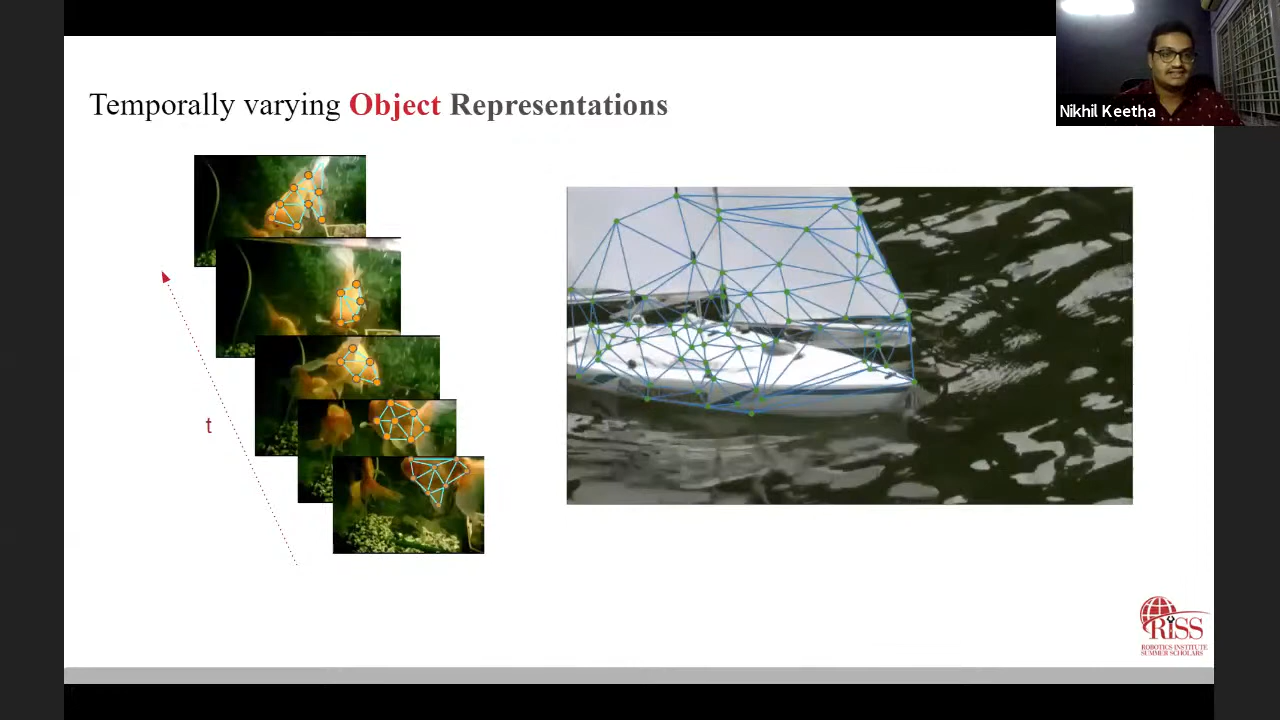 Temporally varying Object Representations
Nikhil Keetha
t
RISS
ROBOTICS INSTITUTE
SUMMER SCHOLARS